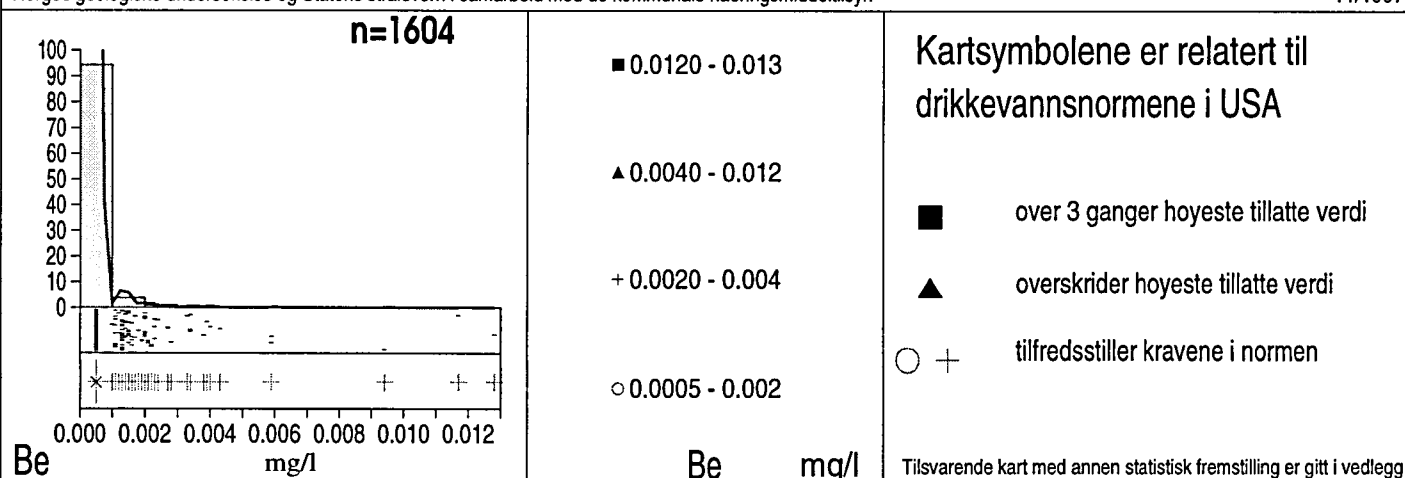 n=1604
100
90
80
70
60
50
40
30
20
10
0
0.000 0.002 0.004 0.006 0.008 0.010 0.012
Be mg/l
■ 0.0120 - 0.013
▲ 0.0040 - 0.012
+ 0.0020 - 0.004
○ 0.0005 - 0.002
Be mg/l
Kartsymbolene er relatert til
drikkevannsnormene i USA
over 3 ganger hoyeste tillatte verdi
overskrider hoyeste tillatte verdi
tilfredsstiller kravene i normen
Tilsvarende kart med annen statistisk fremstilling er gitt i vedlegg